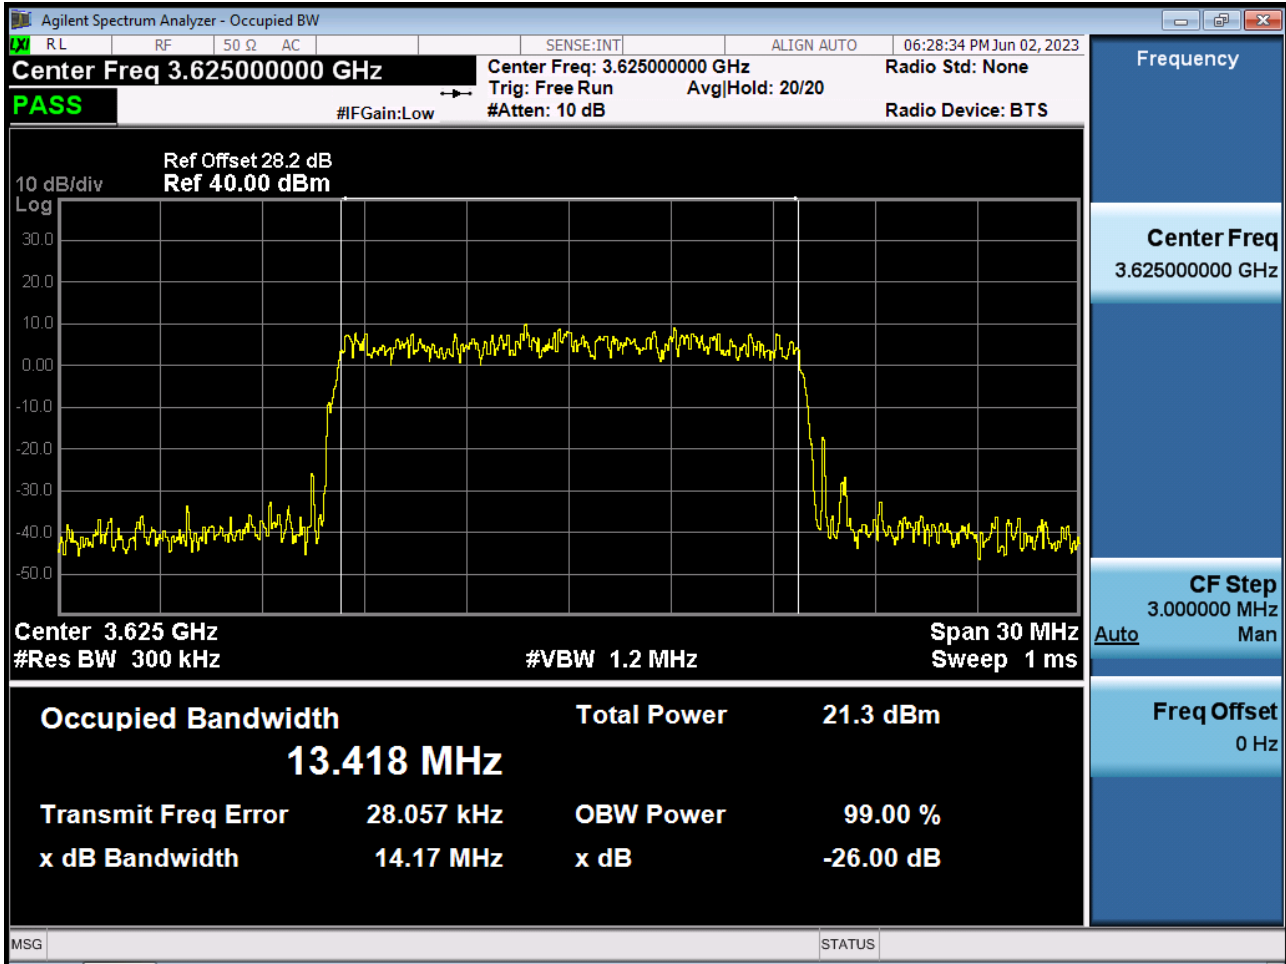 Agilent Spectrum Analyzer - Occupied BW
LXI RL RF 50 Ω AC SENSE:INT ALIGN AUTO 06:28:34 PM Jun 02, 2023
Center Freq 3.625000000 GHz
Center Freq: 3.625000000 GHz
Radio Std: None
Trig: Free Run Avg|Hold: 20/20
PASS
#IFGain:Low
#Atten: 10 dB
Radio Device: BTS
Ref Offset 28.2 dB
10 dB/div Ref 40.00 dBm
Log
30.0
20.0
10.0
0.00
-10.0
-20.0
-30.0
-40.0
-50.0
Center 3.625 GHz Span 30 MHz
#Res BW 300 kHz #VBW 1.2 MHz Sweep 1 ms
Occupied Bandwidth Total Power 21.3 dBm
13.418 MHz
Transmit Freq Error 28.057 kHz OBW Power 99.00 %
x dB Bandwidth 14.17 MHz x dB -26.00 dB
MSG STATUS
Frequency
Center Freq
3.625000000 GHz
CF Step
3.000000 MHz
Auto Man
Freq Offset
0 Hz